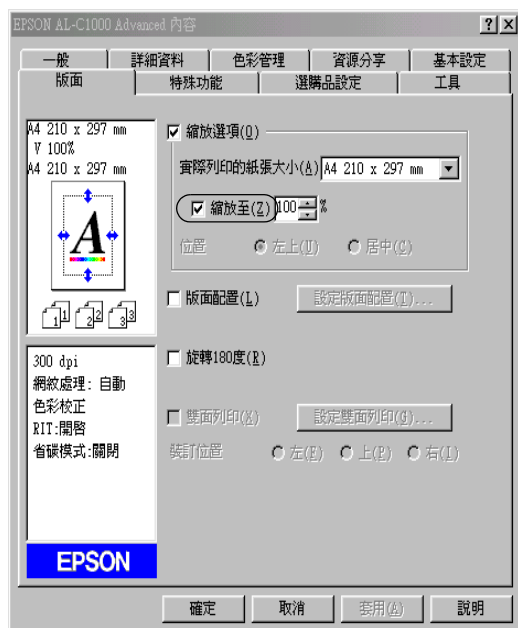 EPSON AL-C1000 Advanced 內容
一般 詳細資料 色彩管理 資源分享 基本設定
版面 特殊功能 選購品設定 工具
A4 210 x 297 mm
V 100%
A4 210 x 297 mm
A
1 1 2 2 3 3
縮放選項(O)
實際列印的紙張大小(A) A4 210 x 297 mm
縮放至(Z) 100 %
位置 左上(U) 居中(C)
版面配置(L) 設定版面配置(T)...
旋轉180度(R)
雙面列印(X) 設定雙面列印(G)...
裝訂位置 左(E) 上(P) 右(I)
300 dpi
網紋處理: 自動
色彩校正
RIT:開啓
省碳模式:關閉
EPSON
確定 取消 套用(A) 說明